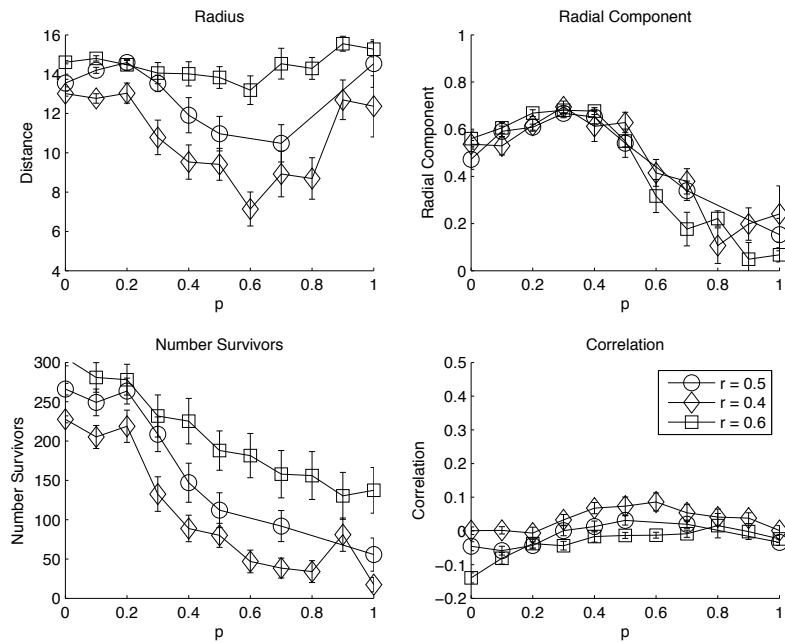 Radius
16
14
12
10
8
6
4
Distance
0 0.2 0.4 0.6 0.8 1
p
Radial Component
1
0.8
0.6
0.4
0.2
0
Radial Component
0 0.2 0.4 0.6 0.8 1
p
Number Survivors
300
250
200
150
100
50
0
Number Survivors
0 0.2 0.4 0.6 0.8 1
p
Correlation
0.5
0.4
0.3
0.2
0.1
0
−0.1
−0.2
Correlation
r = 0.5
r = 0.4
r = 0.6
0 0.2 0.4 0.6 0.8 1
p